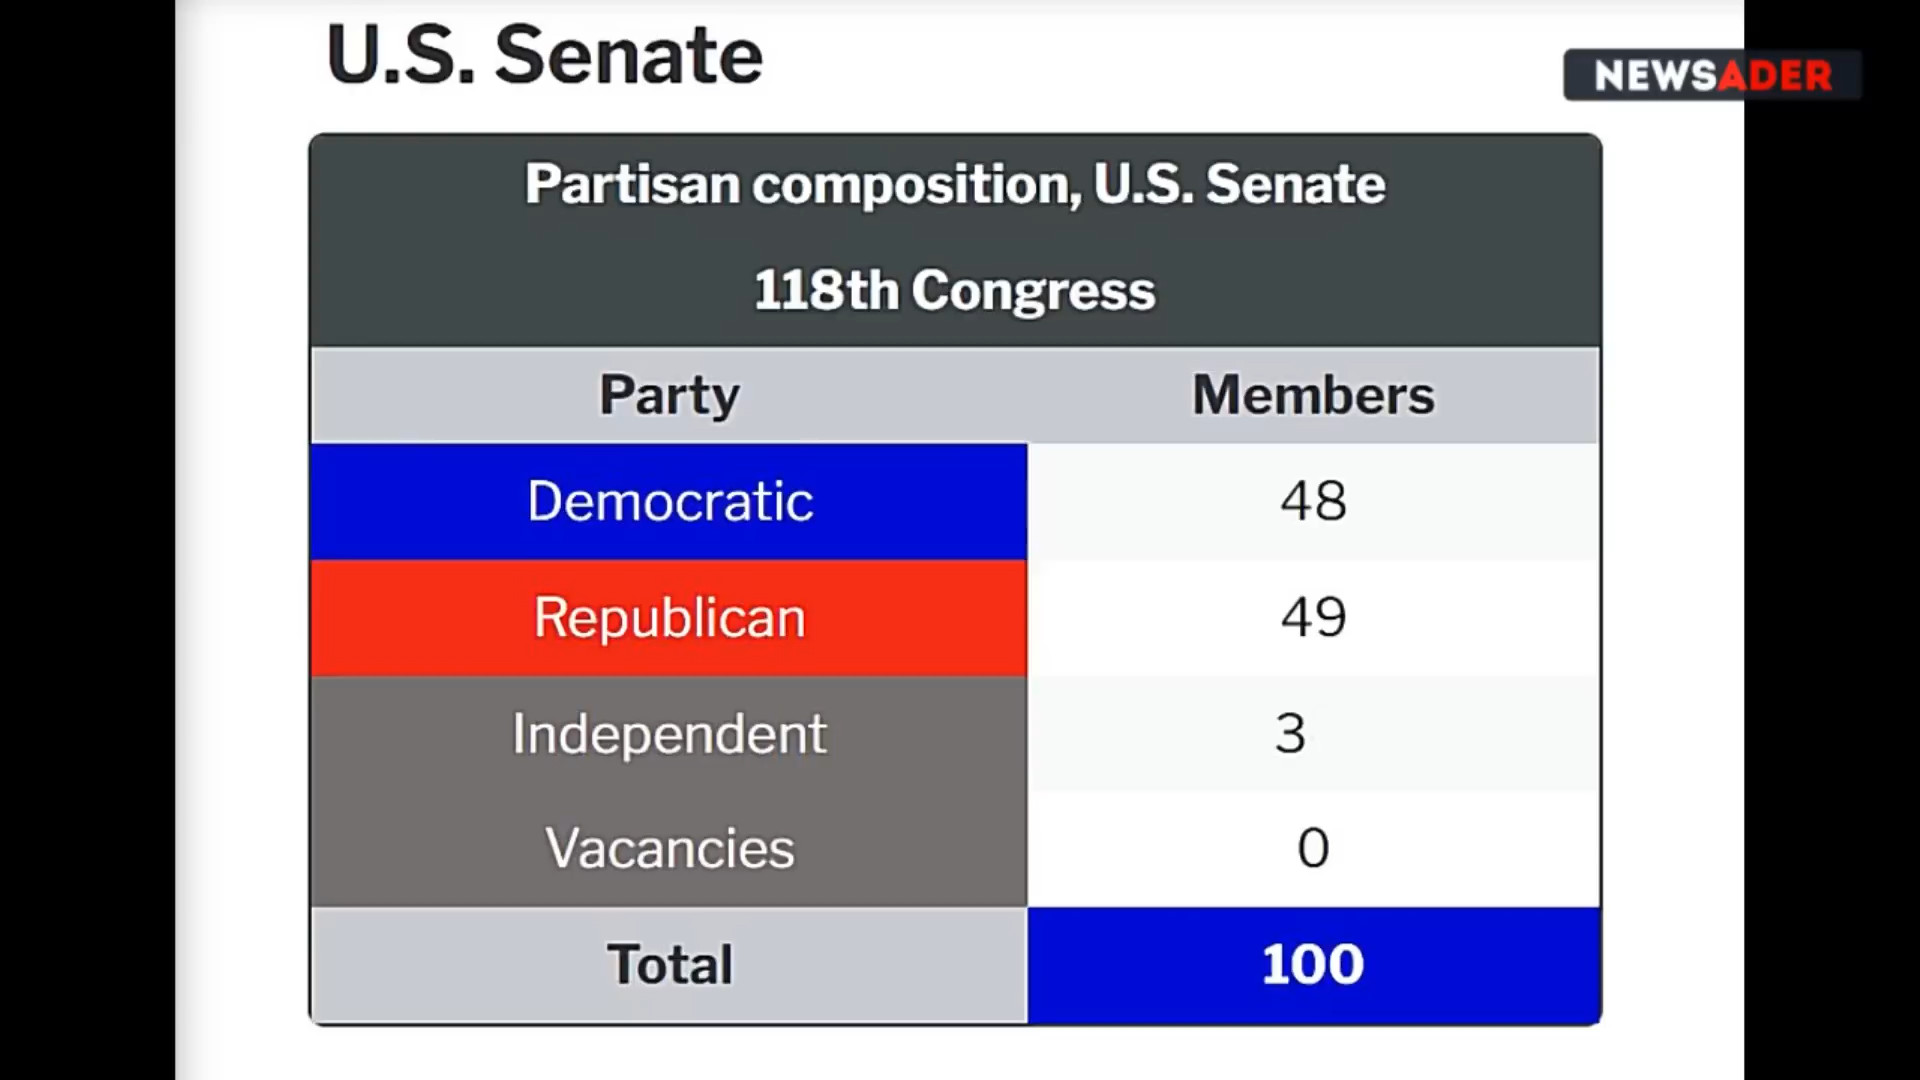 U.S. Senate
NEWSADER
Partisan composition, U.S. Senate
118th Congress
Party Members
Democratic 48
Republican 49
Independent 3
Vacancies 0
Total 100